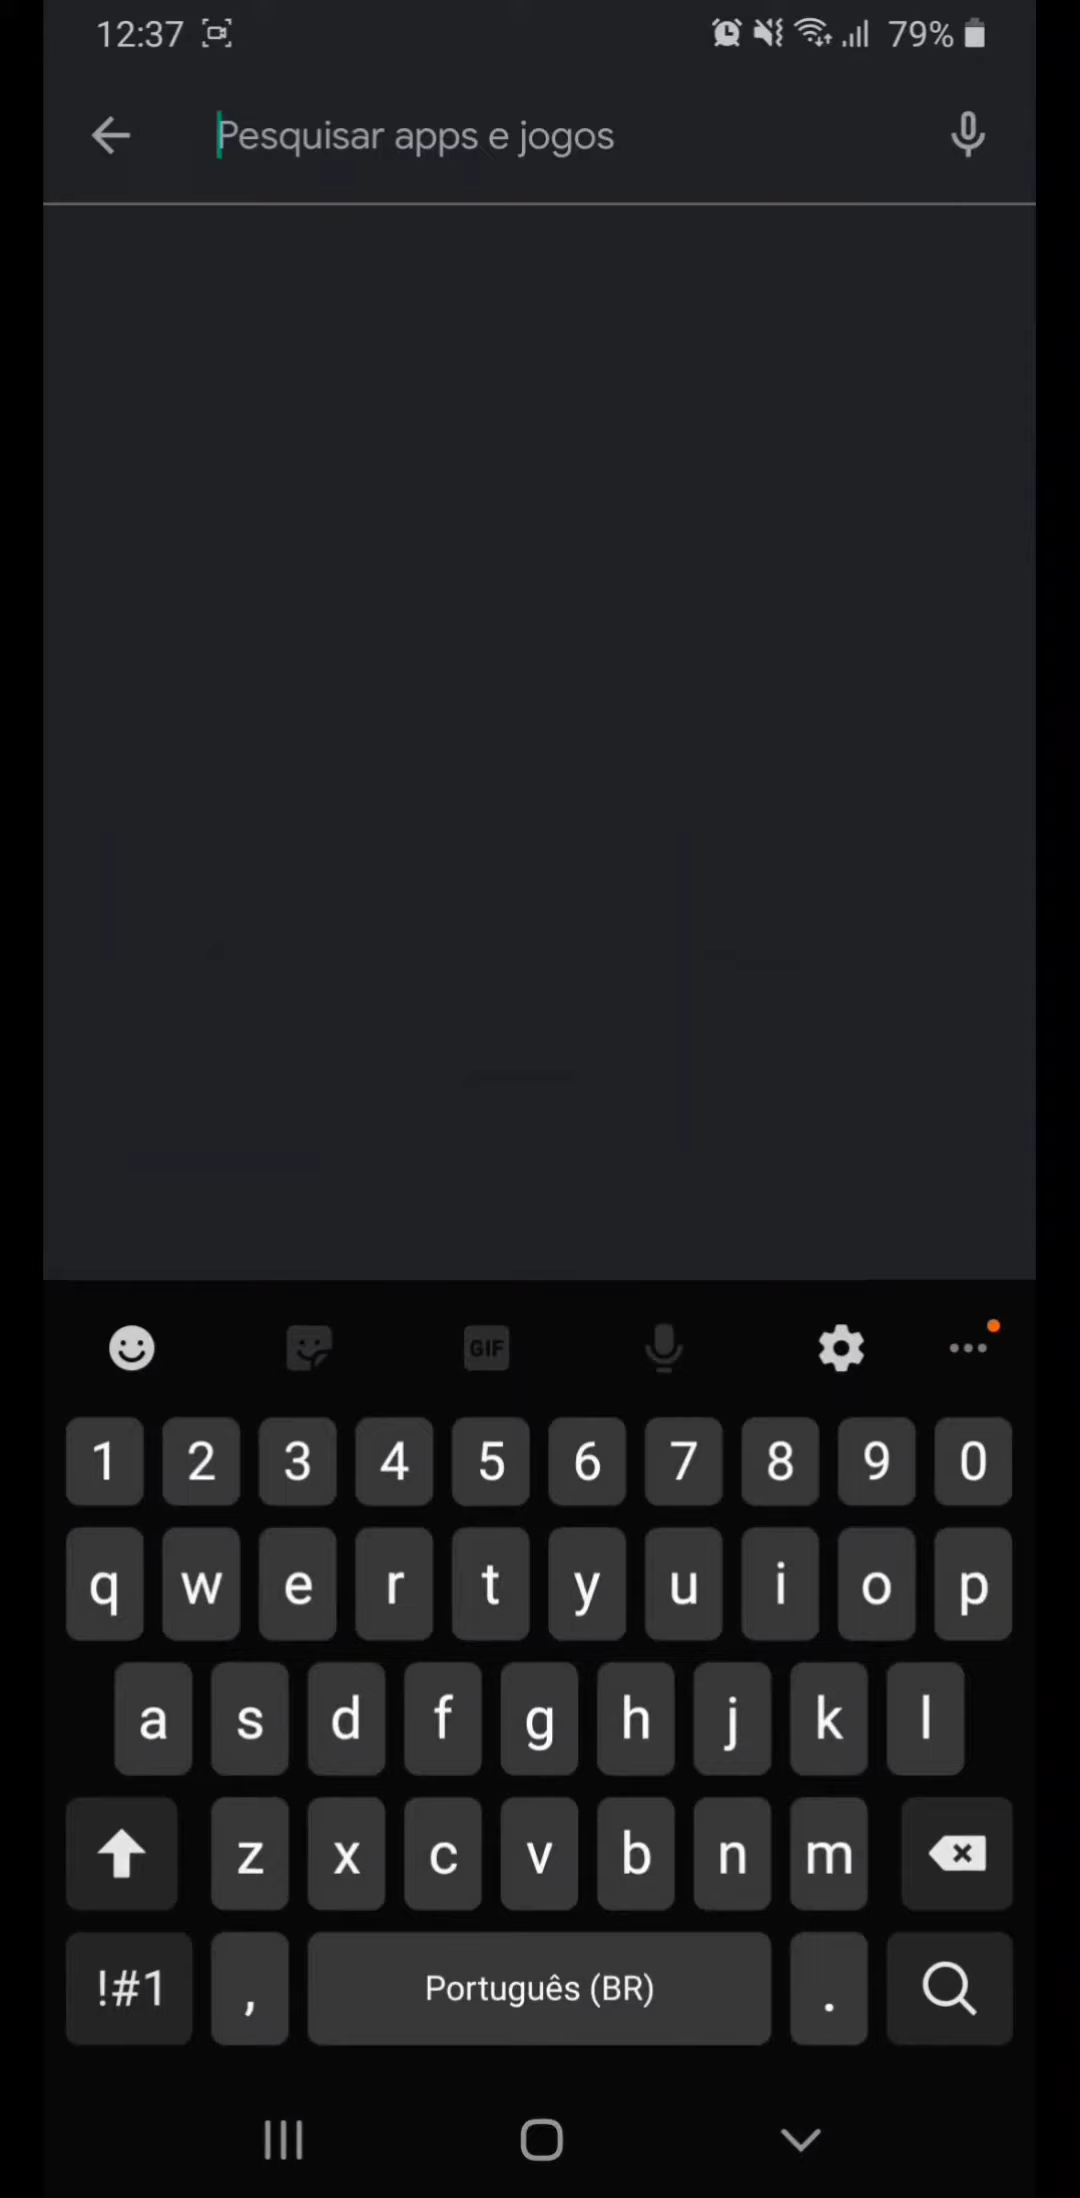 12:37 79%
Pesquisar apps e jogos
GIF
1 2 3 4 5 6 7 8 9 0
q w e r t y u i o p
a s d f g h j k l
z x c v b n m
!#1 , Português (BR) .